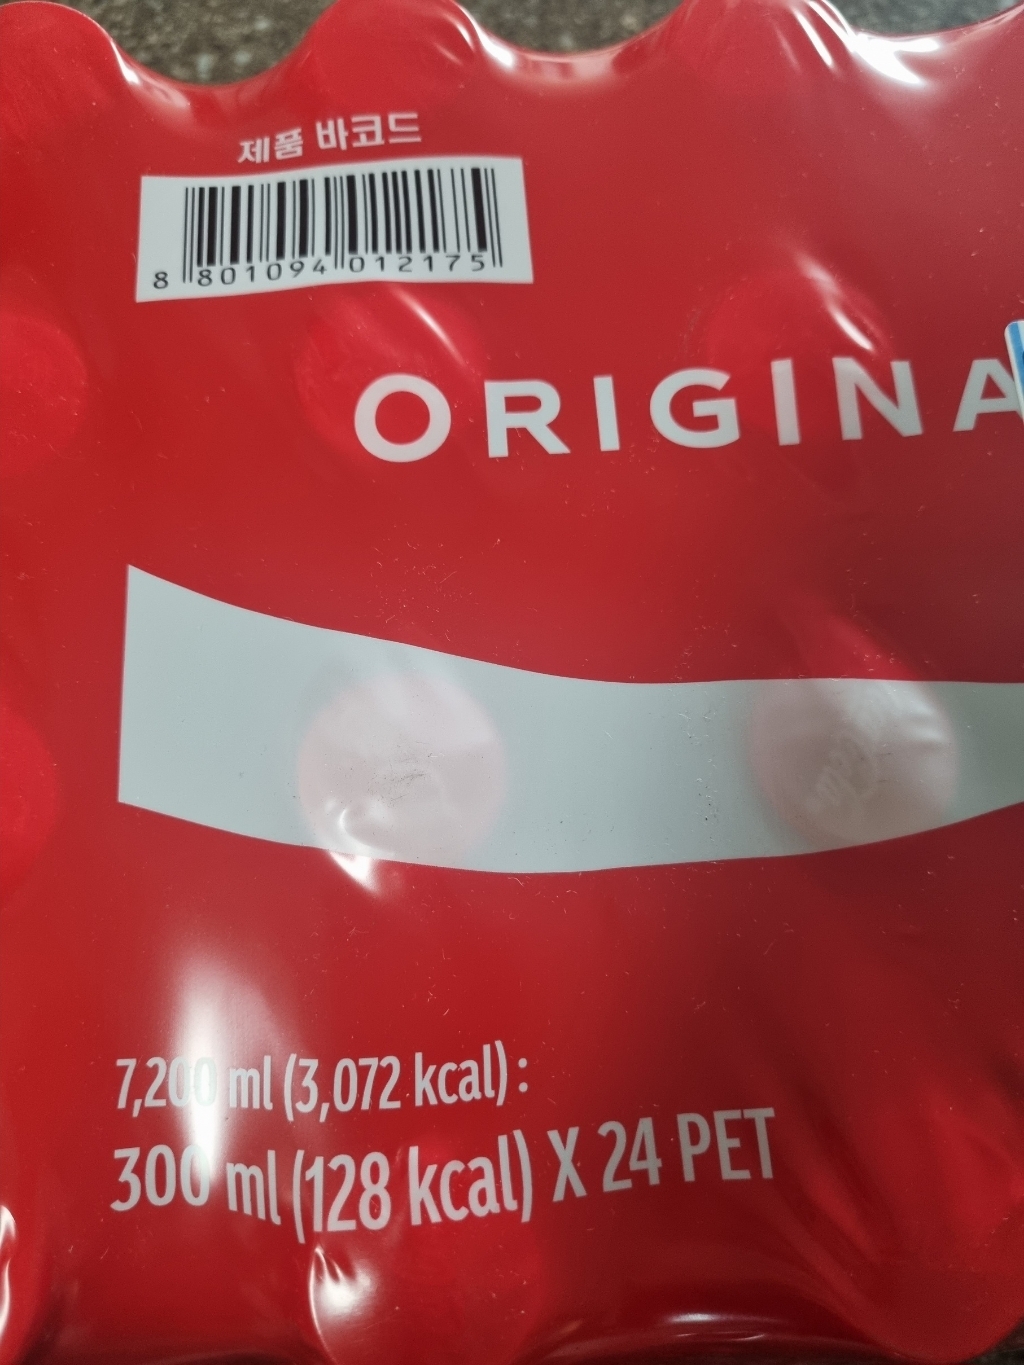 제품 바코드
8 801094 012175
ORIGINA
7,200 ml (3,072 kcal) :
300 ml (128 kcal) X 24 PET